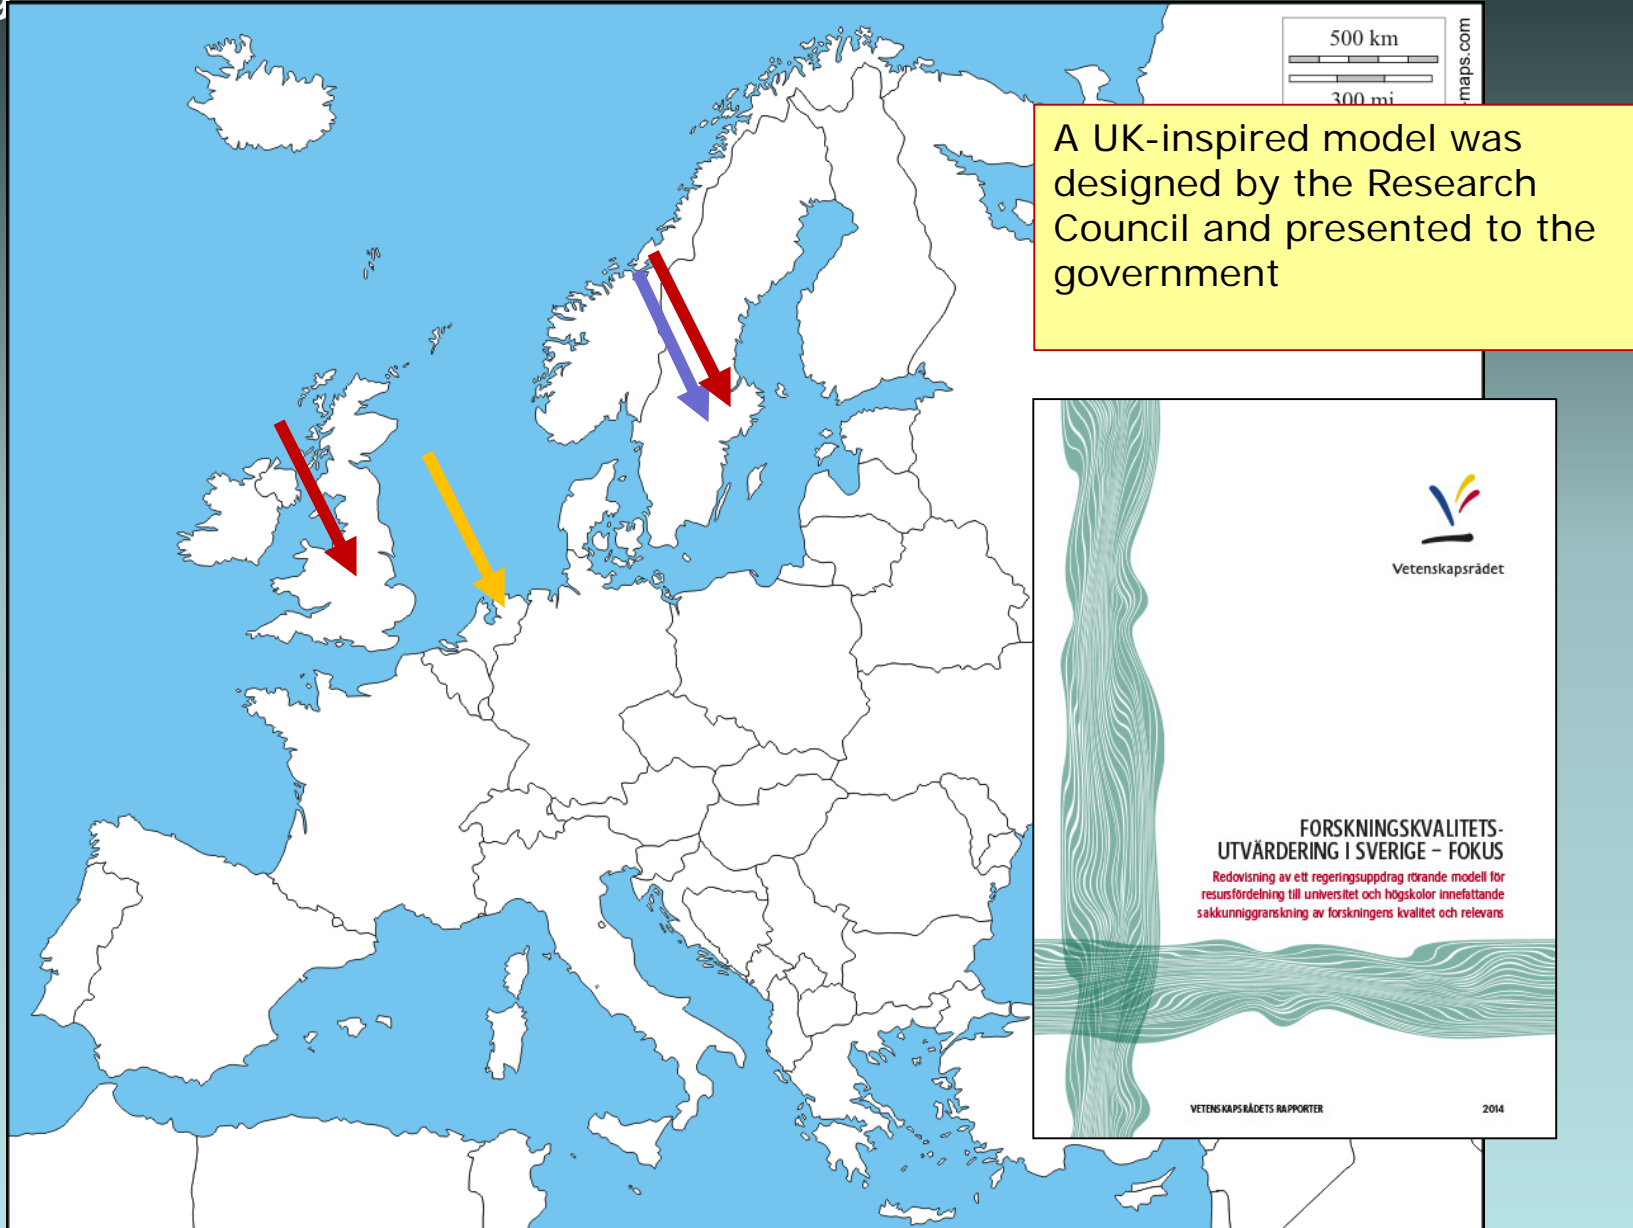 500 km
300 mi
-maps.com
A UK-inspired model was
designed by the Research
Council and presented to the
government
Vetenskapsrådet
FORSKNINGSKVALITETS-
UTVÄRDERING I SVERIGE – FOKUS
Redovisning av ett regeringsuppdrag rörande modell för
resursfördelning till universitet och högskolor innefattande
sakkunniggranskning av forskningens kvalitet och relevans
VETENSKAPSRÅDETS RAPPORTER
2014